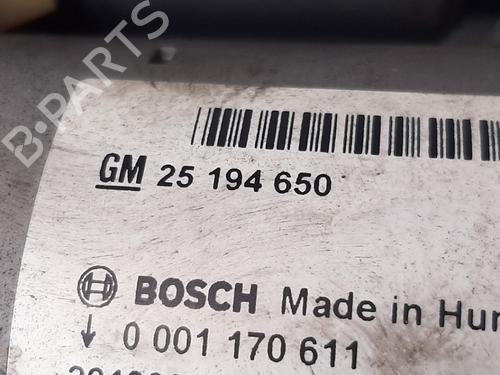 B-PARTS
GM 25 194 650
BOSCH Made in Hun
0 001 170 611